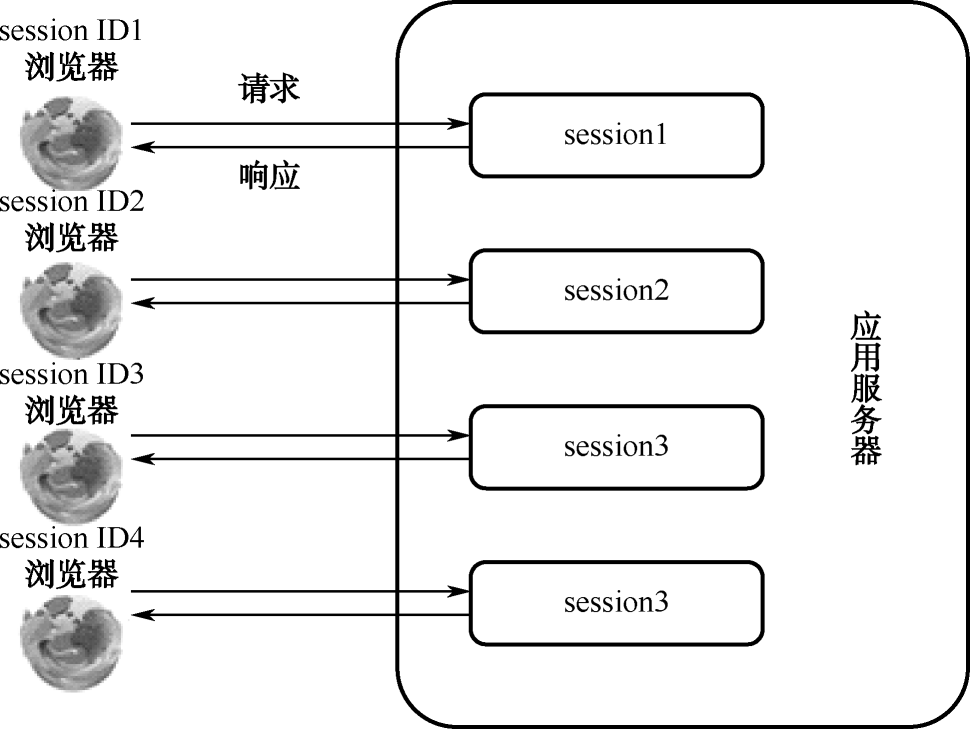 session ID1
浏览器
请求
session1
响应
session ID2
浏览器
session2
session ID3
浏览器
session3
session ID4
浏览器
session3
应用服务器